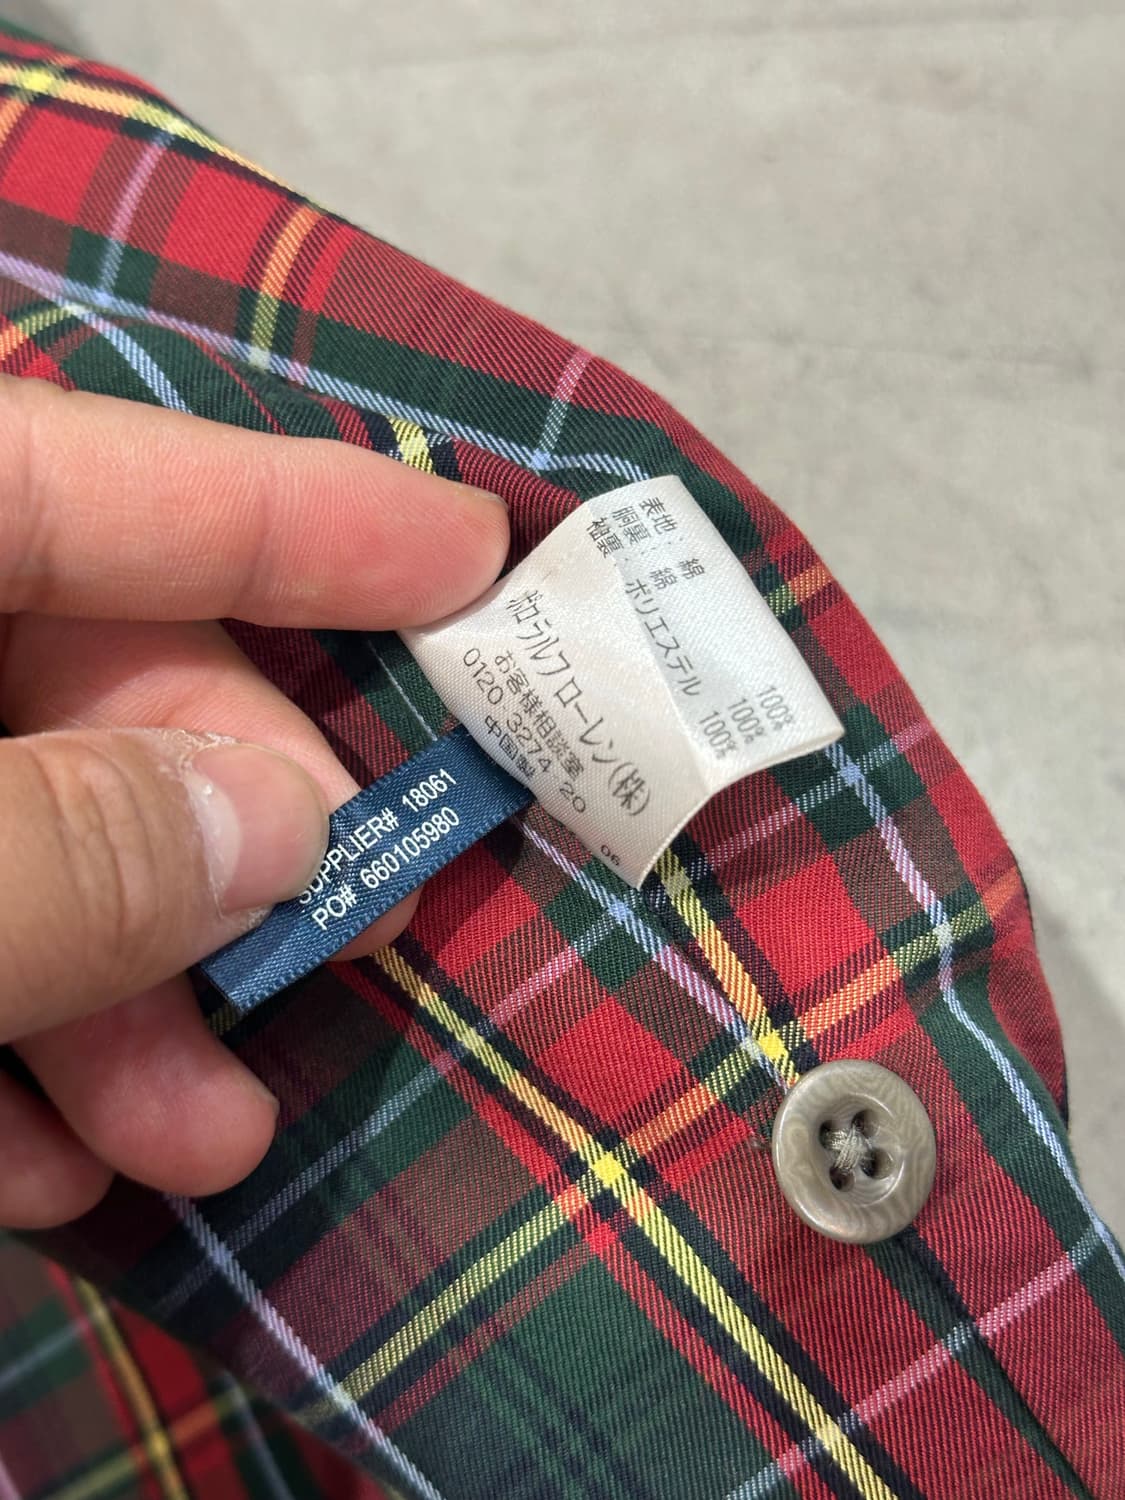 表地： 綿 100%
胴裏： 綿 100%
袖裏： ポリエステル 100%
ポロ ラルフ ローレン(株)
お客様相談室
0120 3274 20
中国製
06
SUPPLIER# 18061
PO# 660105980